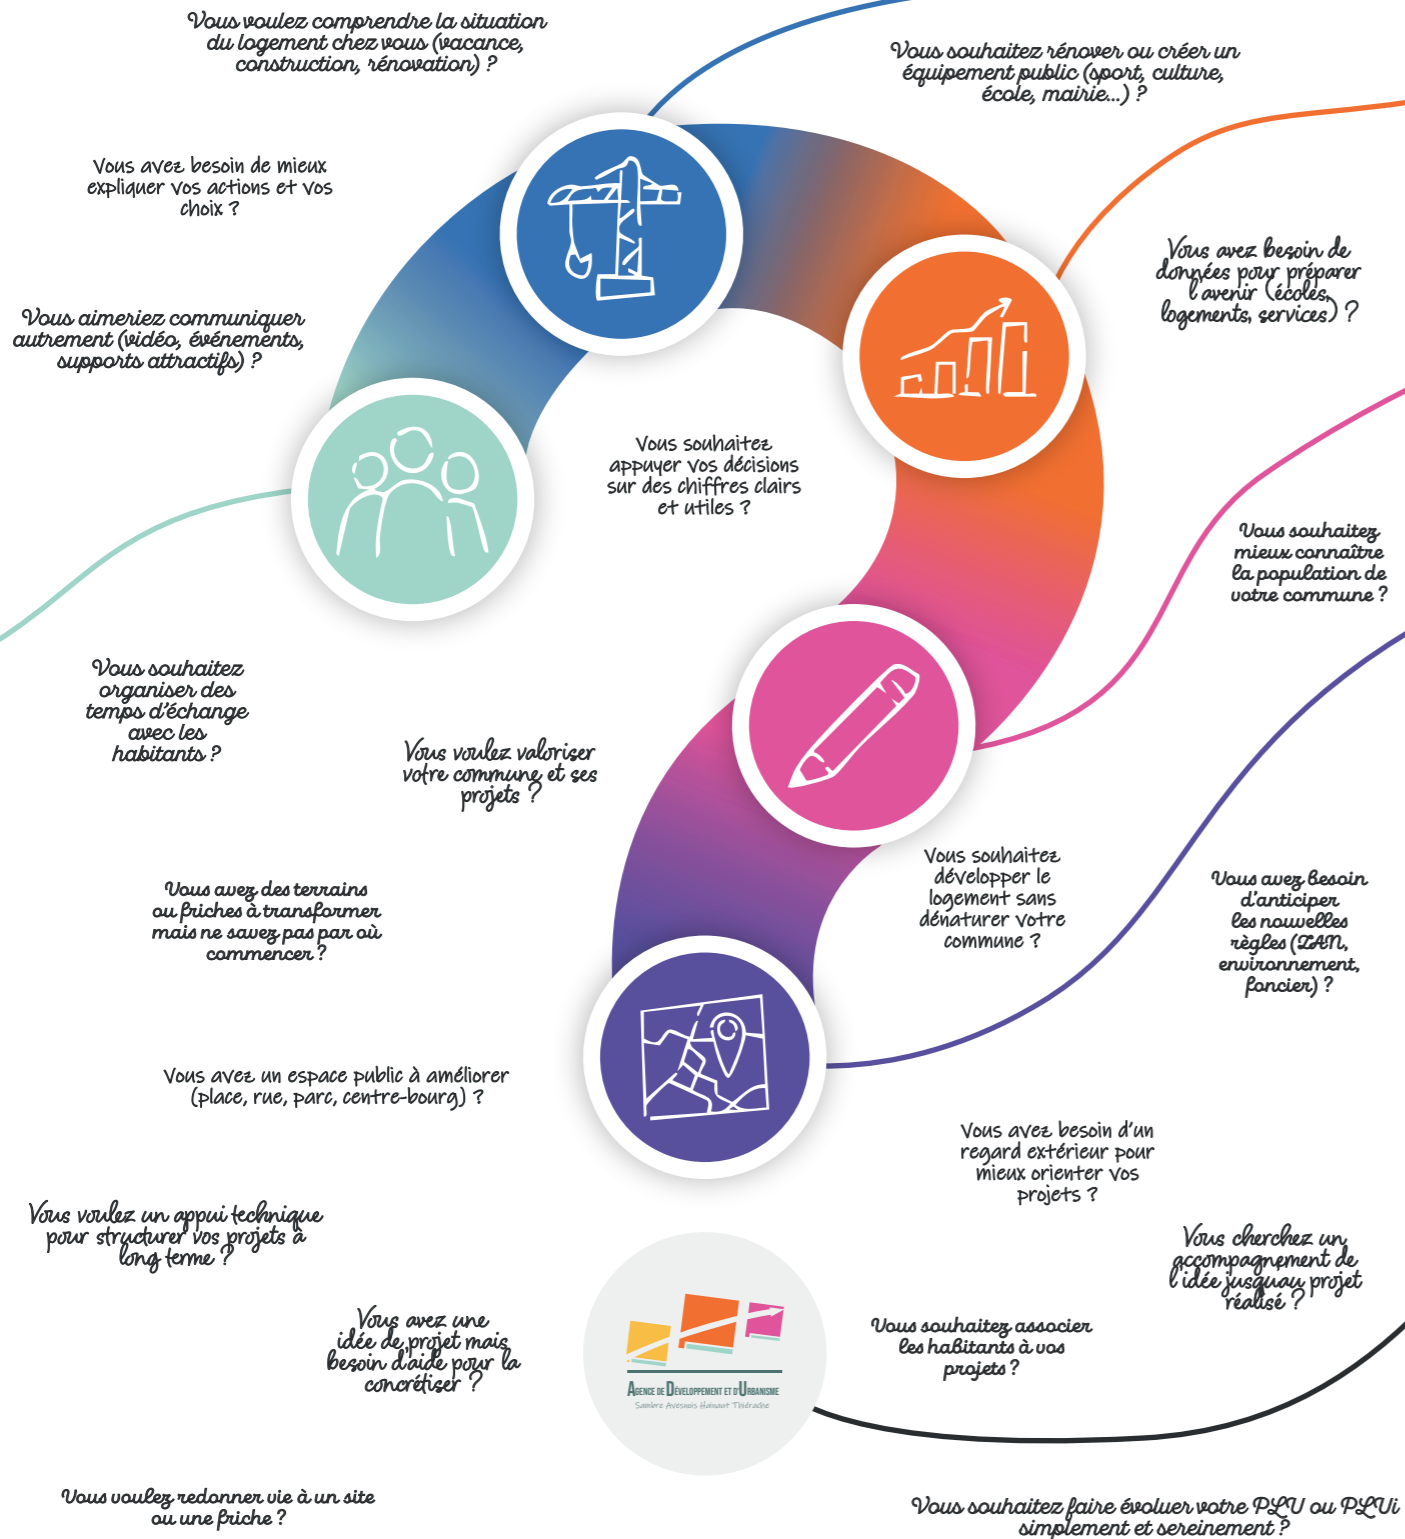 Vous voulez comprendre la situation
du logement chez vous (vacance,
construction, rénovation) ?
Vous souhaitez rénover ou créer un
équipement public (sport, culture,
école, mairie...) ?
Vous avez besoin de mieux
expliquer vos actions et vos
choix ?
Vous avez besoin de
données pour préparer
l'avenir (écoles,
logements, services) ?
Vous aimeriez communiquer
autrement (vidéo, événements,
supports attractifs) ?
Vous souhaitez
appuyer vos décisions
sur des chiffres clairs
et utiles ?
Vous souhaitez
mieux connaître
la population de
votre commune ?
Vous souhaitez
organiser des
temps d'échange
avec les
habitants ?
Vous voulez valoriser
votre commune et ses
projets ?
Vous souhaitez
développer le
logement sans
dénaturer votre
commune ?
Vous avez des terrains
ou friches à transformer
mais ne savez pas par où
commencer ?
Vous avez besoin
d'anticiper
les nouvelles
règles (ZAN,
environnement,
foncier) ?
Vous avez un espace public à améliorer
(place, rue, parc, centre-bourg) ?
Vous avez besoin d'un
regard extérieur pour
mieux orienter vos
projets ?
Vous voulez un appui technique
pour structurer vos projets à
long terme ?
Vous cherchez un
accompagnement de
l'idée jusqu'au projet
réalisé ?
Vous avez une
idée de projet mais
besoin d'aide pour la
concrétiser ?
Vous souhaitez associer
les habitants à vos
projets ?
AGENCE DE DÉVELOPPEMENT ET D'URBANISME
Sambre Avesnois Hainaut Thiérache
Vous voulez redonner vie à un site
ou une friche ?
Vous souhaitez faire évoluer votre PLU ou PLUi
simplement et sereinement ?